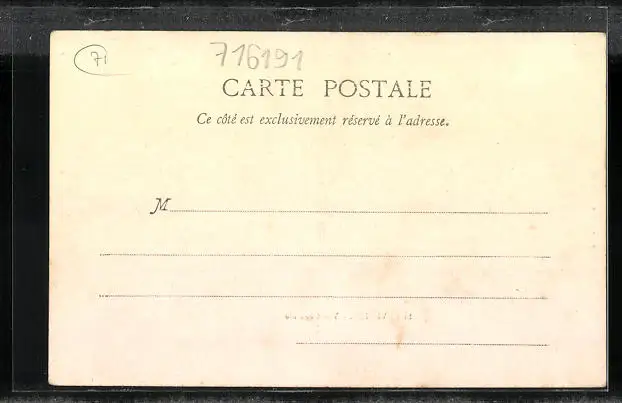 71
716191
CARTE POSTALE
Ce côté est exclusivement réservé à l'adresse.
M